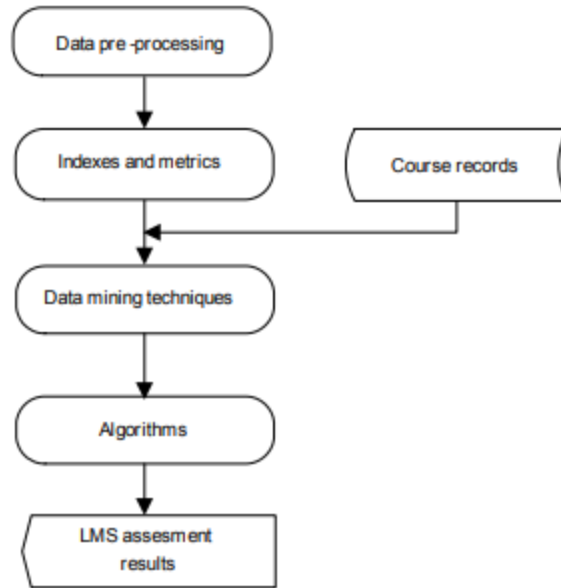 Data pre -processing
Indexes and metrics
Course records
Data mining techniques
Algorithms
LMS assesment
results